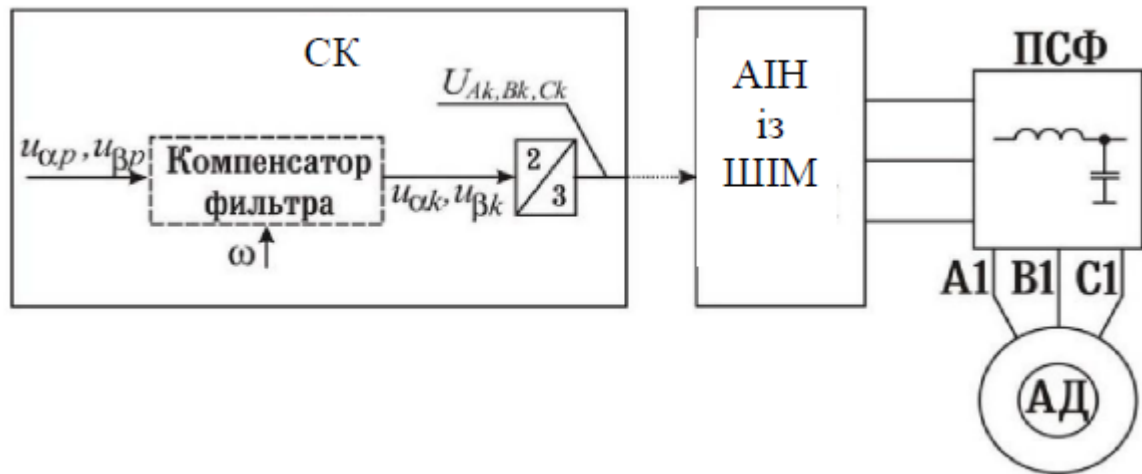 СК
U_{Ak,Bk,Ck}
u_{αp}, u_{βp}
Компенсатор
фильтра
u_{αk}, u_{βk}
2
3
ω
АІН
із
ШІМ
ПСФ
A1 B1 C1
АД